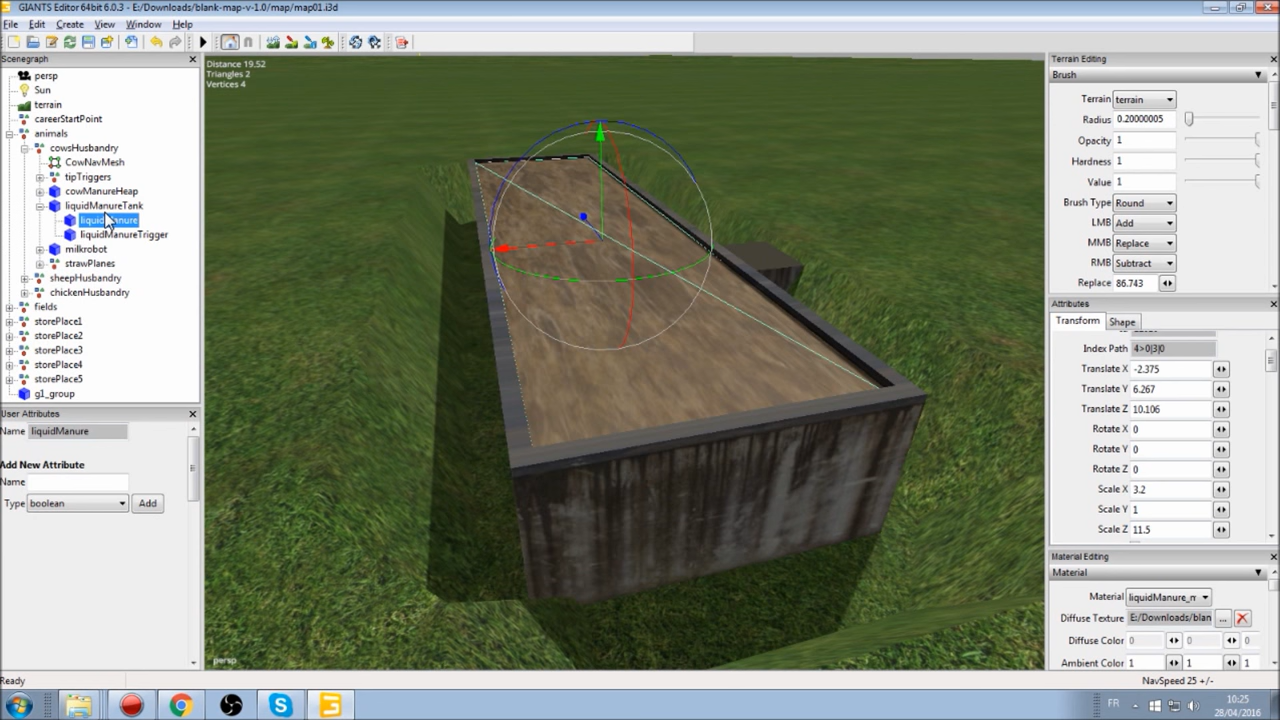 GIANTS Editor 64bit 6.0.3 - E:/Downloads/blank-map-v-1.0/map/map01.i3d
File Edit Create View Window Help
Scenegraph
persp
Sun
terrain
careerStartPoint
animals
cowsHusbandry
CowNavMesh
tipTriggers
cowManureHeap
liquidManureTank
liquidManure
liquidManureTrigger
milkrobot
strawPlanes
sheepHusbandry
chickenHusbandry
fields
storePlace1
storePlace2
storePlace3
storePlace4
storePlace5
g1_group
User Attributes
Name liquidManure
Add New Attribute
Name
Type boolean Add
Ready
Distance 19.52
Triangles 2
Vertices 4
persp
Terrain Editing
Brush
Terrain terrain
Radius 0.20000005
Opacity 1
Hardness 1
Value 1
Brush Type Round
LMB Add
MMB Replace
RMB Subtract
Replace 86.743
Attributes
Transform Shape
Index Path 4>0|3|0
Translate X -2.375
Translate Y 6.267
Translate Z 10.106
Rotate X 0
Rotate Y 0
Rotate Z 0
Scale X 3.2
Scale Y 1
Scale Z 11.5
Material Editing
Material
Material liquidManure_m
Diffuse Texture E:/Downloads/blan ...
Diffuse Color 0 0 0
Ambient Color 1 1 1
NavSpeed 25 +/-
FR
10:25
28/04/2016